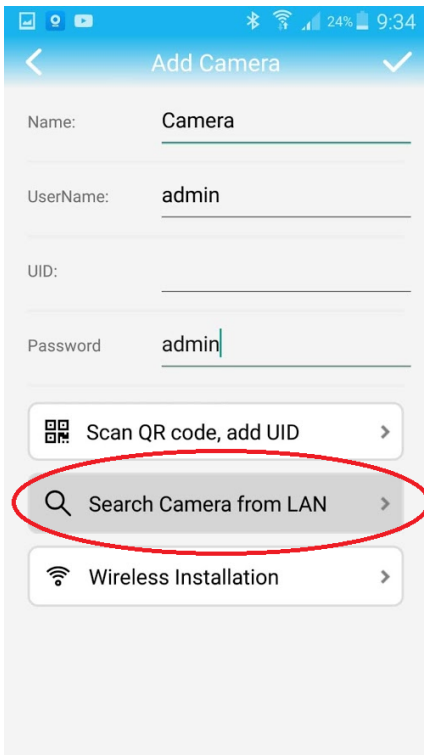 24% 9:34
Add Camera
Name: Camera
UserName: admin
UID:
Password admin
Scan QR code, add UID
Search Camera from LAN
Wireless Installation